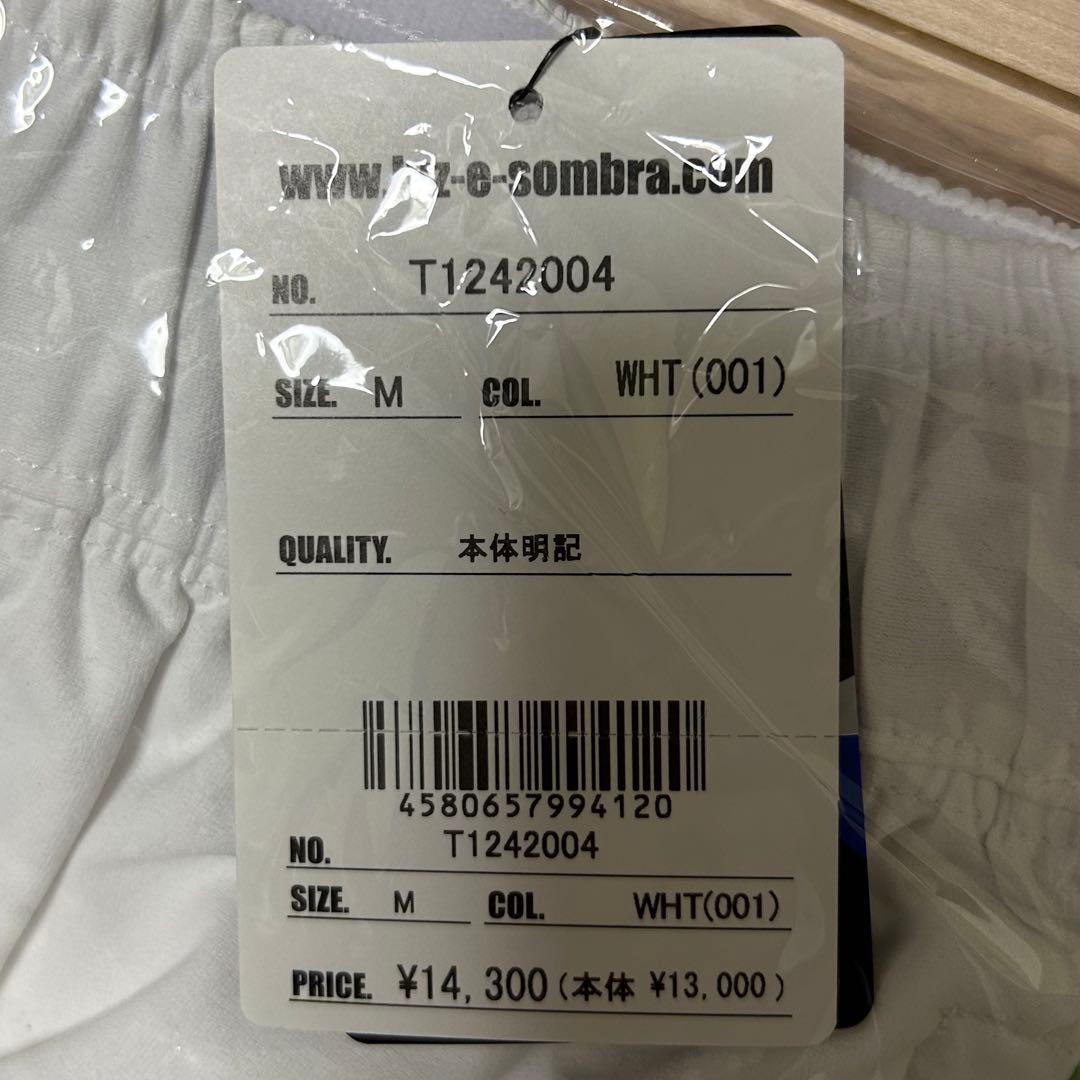 www.luz-e-sombra.com
NO. T1242004
SIZE. M COL. WHT(001)
QUALITY. 本体明記
4580657994120
NO. T1242004
SIZE. M COL. WHT(001)
PRICE. ¥14,300(本体 ¥13,000)